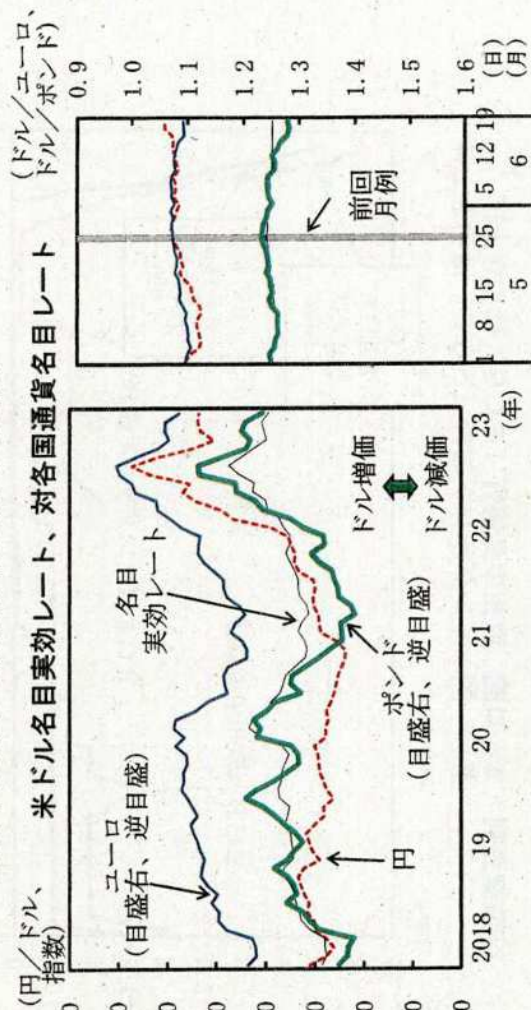 米ドル名目実効レート、対各国通貨名目レート
(円／ドル、
指数)
(ドル／ユーロ、
ドル／ポンド)
ユーロ
(目盛右、逆目盛)
名目
実効レート
円
ポンド
(目盛右、逆目盛)
ドル増価
ドル減価
前回
月例
0.9
1.0
1.1
1.2
1.3
1.4
1.5
1.6
2018 19 20 21 22 23
(年)
1 8 15 25 5 12 19
(日)
5 6
(月)